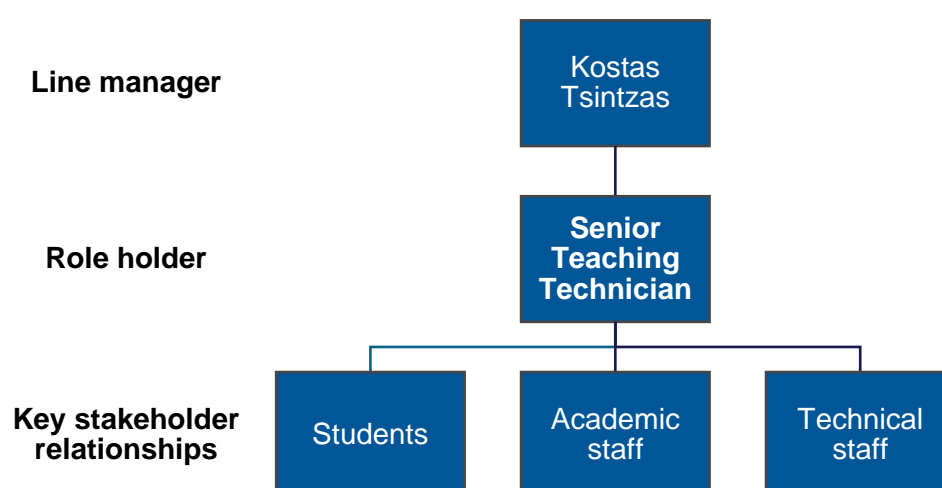 Line manager
Kostas
Tsintzas
Role holder
Senior
Teaching
Technician
Key stakeholder
relationships
Students
Academic
staff
Technical
staff